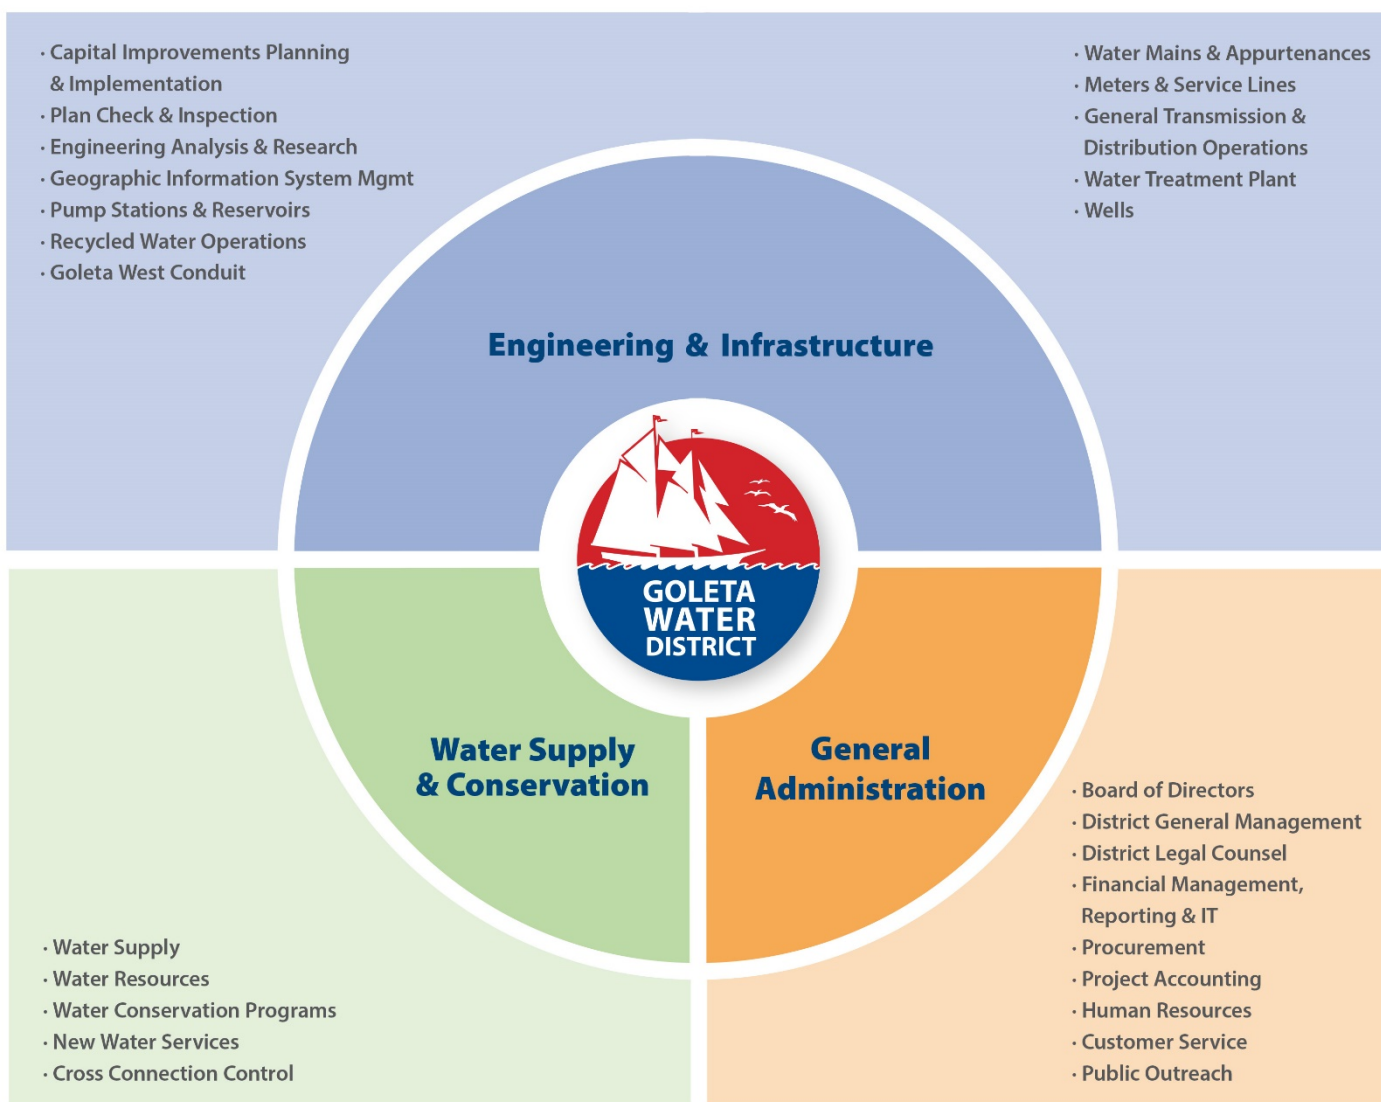 · Capital Improvements Planning
& Implementation
· Plan Check & Inspection
· Engineering Analysis & Research
· Geographic Information System Mgmt
· Pump Stations & Reservoirs
· Recycled Water Operations
· Goleta West Conduit
· Water Mains & Appurtenances
· Meters & Service Lines
· General Transmission &
Distribution Operations
· Water Treatment Plant
· Wells
Engineering & Infrastructure
GOLETA
WATER
DISTRICT
Water Supply
& Conservation
General
Administration
· Water Supply
· Water Resources
· Water Conservation Programs
· New Water Services
· Cross Connection Control
· Board of Directors
· District General Management
· District Legal Counsel
· Financial Management,
Reporting & IT
· Procurement
· Project Accounting
· Human Resources
· Customer Service
· Public Outreach